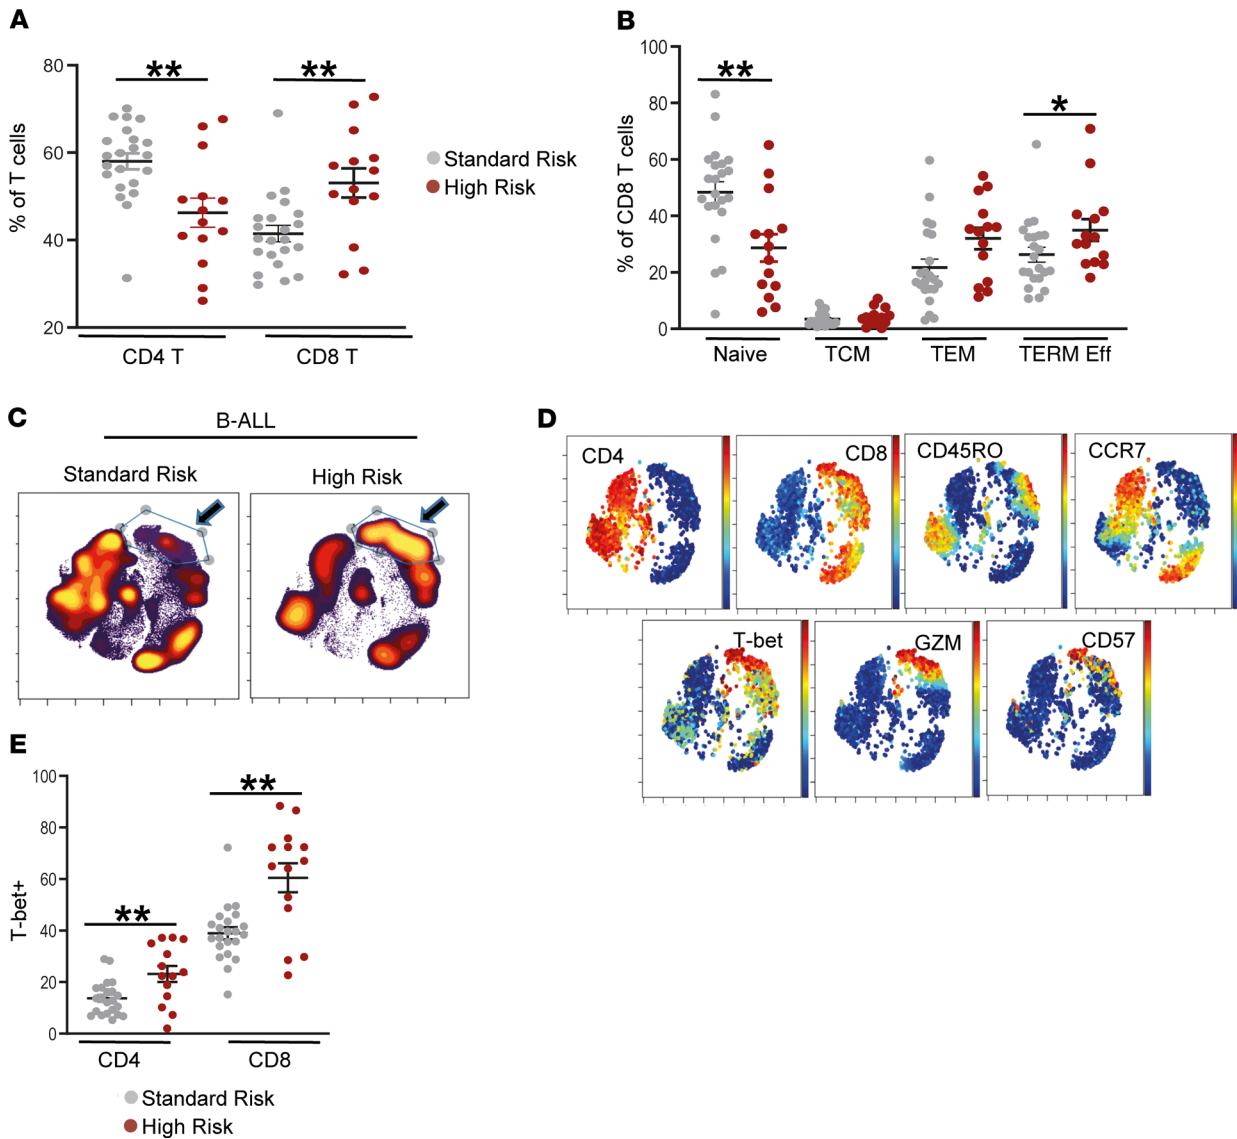 A
80
60
40
20
% of T cells
**
**
CD4 T
CD8 T
Standard Risk
High Risk
B
100
80
60
40
20
0
% of CD8 T cells
**
*
Naive
TCM
TEM
TERM Eff
C
B-ALL
Standard Risk
High Risk
D
CD4
CD8
CD45RO
CCR7
T-bet
GZM
CD57
E
100
80
60
40
20
0
T-bet+
**
**
CD4
CD8
Standard Risk
High Risk